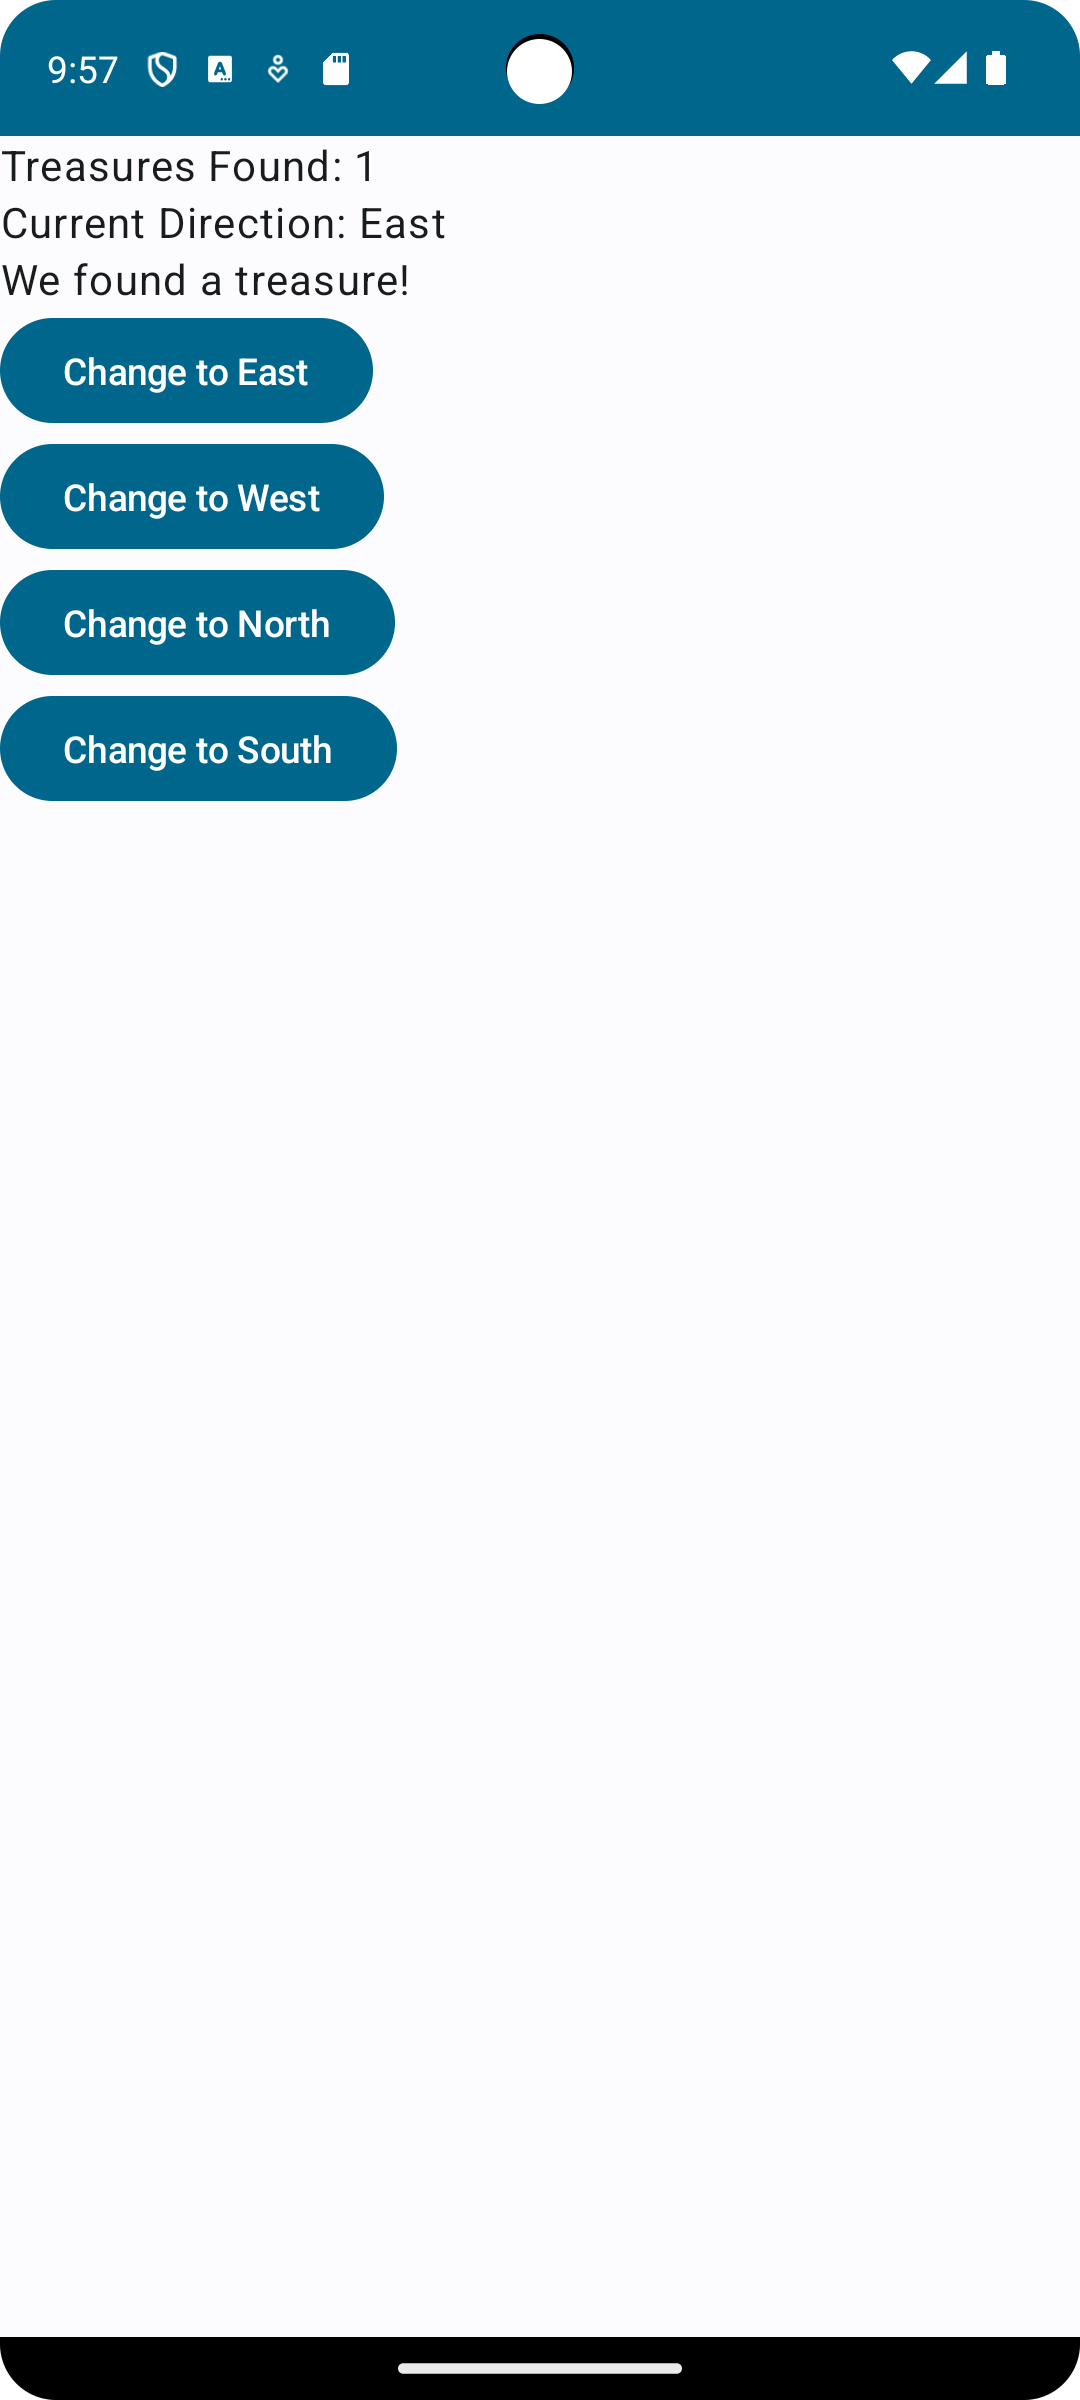 9:57
Treasures Found: 1
Current Direction: East
We found a treasure!
Change to East
Change to West
Change to North
Change to South